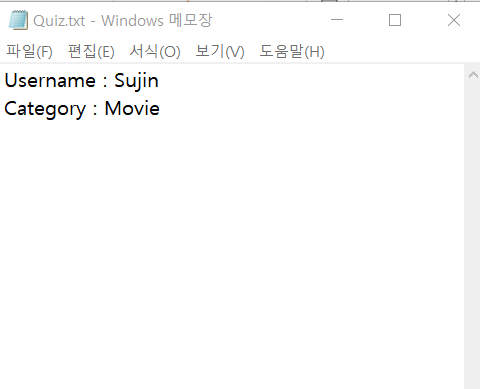 Quiz.txt - Windows 메모장
파일(F) 편집(E) 서식(O) 보기(V) 도움말(H)
Username : Sujin
Category : Movie